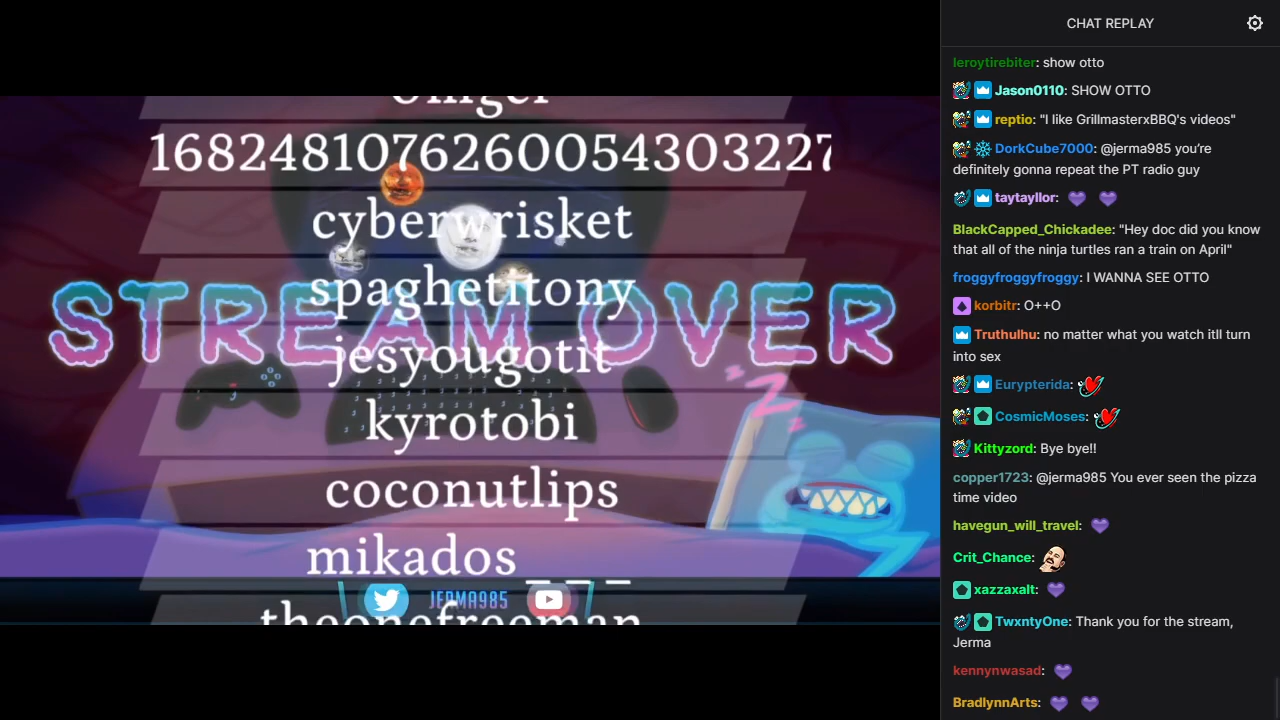 1682481076260054303227
cyberwrisket
spaghetitony
STREAM OVER
jesyougotit
kyrotobi
coconutlips
mikados_ _ _
JERMA985
theonefreeman
CHAT REPLAY
leroytirebiter: show otto
Jason0110: SHOW OTTO
reptio: "I like GrillmasterxBBQ's videos"
DorkCube7000: @jerma985 you're
definitely gonna repeat the PT radio guy
taytayllor:
BlackCapped_Chickadee: "Hey doc did you know
that all of the ninja turtles ran a train on April"
froggyfroggyfroggy: I WANNA SEE OTTO
korbitr: O++O
Truthulhu: no matter what you watch itll turn
into sex
Eurypterida:
CosmicMoses:
Kittyzord: Bye bye!!
copper1723: @jerma985 You ever seen the pizza
time video
havegun_will_travel:
Crit_Chance:
xazzaxalt:
TwxntyOne: Thank you for the stream,
Jerma
kennynwasad:
BradlynnArts: